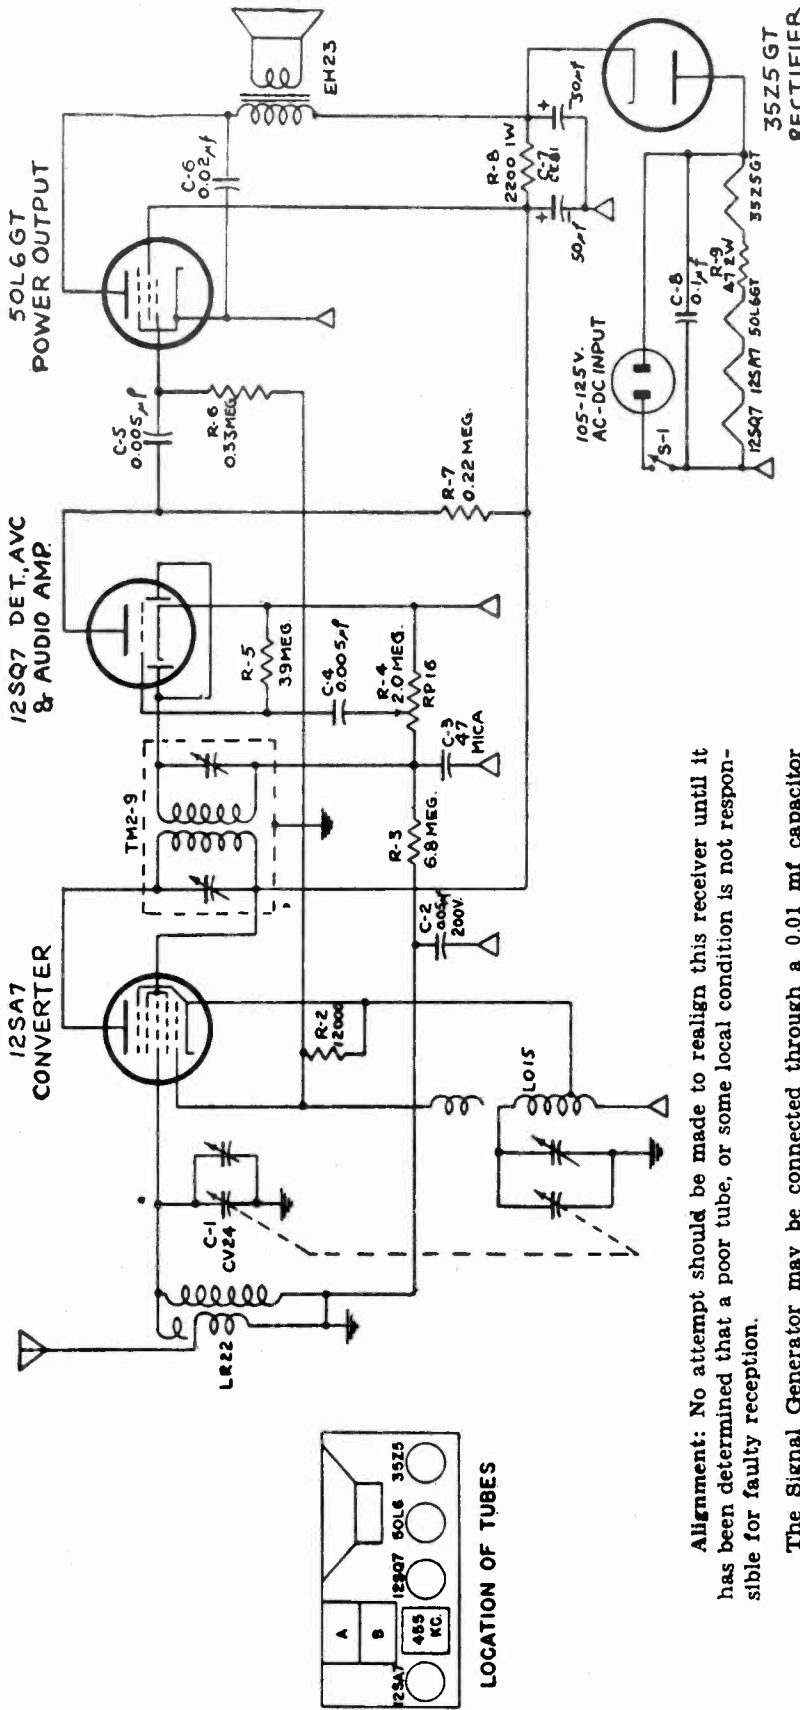 12SA7
CONVERTER
12SQ7 DET., AVC
& AUDIO AMP.
50L6GT
POWER OUTPUT
TM2-9
EH23
C-6
0.02µf
C-5
0.005µf
R-6
0.33MEG.
R-5
3.9MEG.
C-4
0.005µf
R-4
2.0 MEG.
RP16
C-3
47
MICA
R-3
6.8 MEG.
C-2
200V.
R-2
12000
R-7
0.22 MEG.
R-8
2200 1W
C-7
50µf
30µf
+
+
C-1
CV24
LR22
LO15
105-125V.
AC-DC INPUT
S-1
C-8
0.1µf
R-9
47 2W
12SQ7 12SA7 50L6GT 35Z5GT
35Z5GT
RECTIFIER
A
B
455
KC.
12SA7 12SQ7 50L6 35Z5
LOCATION OF TUBES
Alignment: No attempt should be made to realign this receiver until it
has been determined that a poor tube, or some local condition is not respon-
sible for faulty reception.
The Signal Generator may be connected through a 0.01 mf capacitor